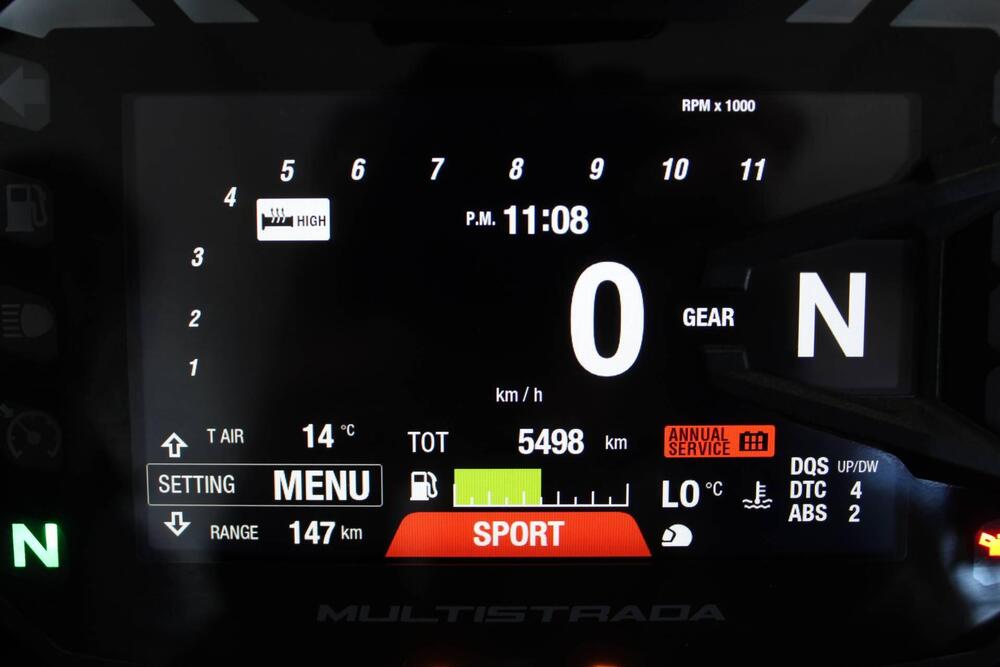 RPM x 1000
5 6 7 8 9 10 11
4
HIGH
P.M. 11:08
3
0
GEAR
N
2
1
km / h
T AIR 14 °C
TOT 5498 km
ANNUAL
SERVICE
SETTING MENU
LO °C
DQS UP/DW
DTC 4
ABS 2
RANGE 147 km
SPORT
N
MULTISTRADA